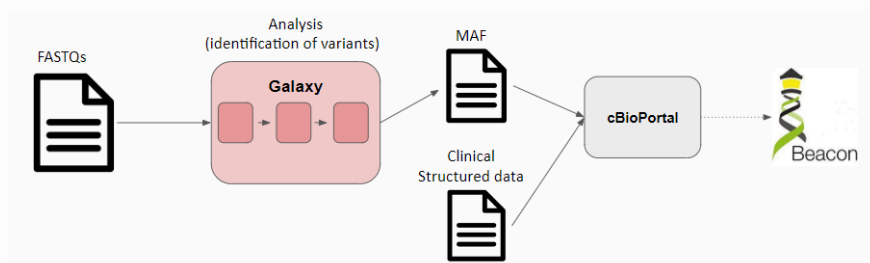 FASTQs
Analysis
(identification of variants)
Galaxy
MAF
Clinical
Structured data
cBioPortal
Beacon